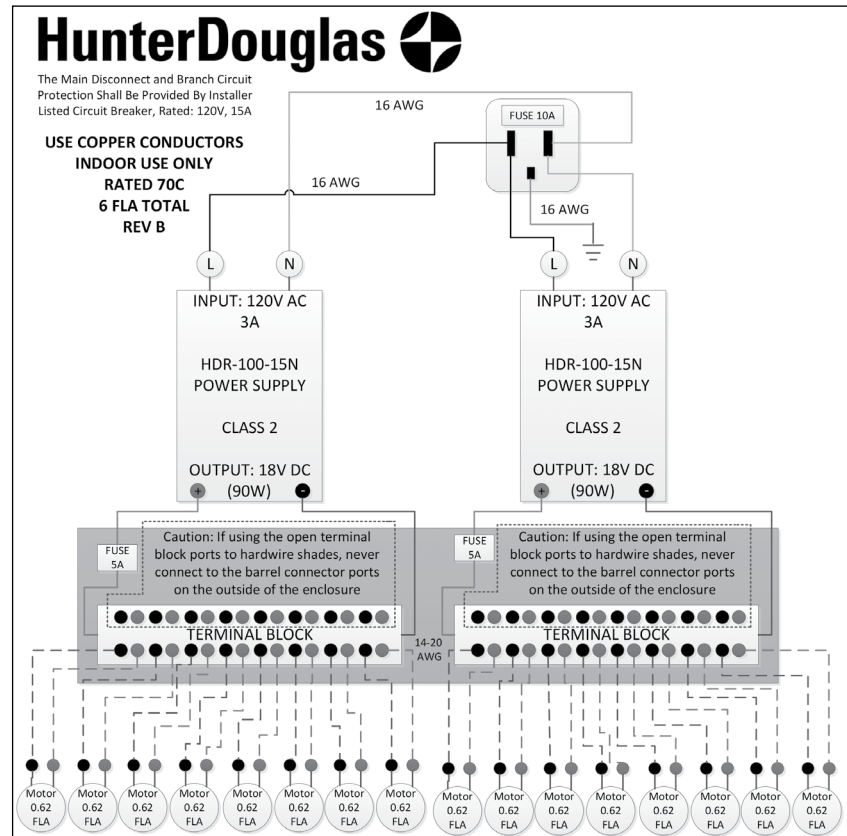 HunterDouglas
The Main Disconnect and Branch Circuit
Protection Shall Be Provided By Installer
Listed Circuit Breaker, Rated: 120V, 15A
USE COPPER CONDUCTORS
INDOOR USE ONLY
RATED 70C
6 FLA TOTAL
REV B
16 AWG
FUSE 10A
16 AWG
16 AWG
L
N
L
N
INPUT: 120V AC
3A
HDR-100-15N
POWER SUPPLY
CLASS 2
OUTPUT: 18V DC
(90W)
+
-
INPUT: 120V AC
3A
HDR-100-15N
POWER SUPPLY
CLASS 2
OUTPUT: 18V DC
(90W)
+
-
FUSE
5A
Caution: If using the open terminal
block ports to hardwire shades, never
connect to the barrel connector ports
on the outside of the enclosure
FUSE
5A
Caution: If using the open terminal
block ports to hardwire shades, never
connect to the barrel connector ports
on the outside of the enclosure
TERMINAL BLOCK
14-20
AWG
TERMINAL BLOCK
Motor
0.62
FLA
Motor
0.62
FLA
Motor
0.62
FLA
Motor
0.62
FLA
Motor
0.62
FLA
Motor
0.62
FLA
Motor
0.62
FLA
Motor
0.62
FLA
Motor
0.62
FLA
Motor
0.62
FLA
Motor
0.62
FLA
Motor
0.62
FLA
Motor
0.62
FLA
Motor
0.62
FLA
Motor
0.62
FLA
Motor
0.62
FLA